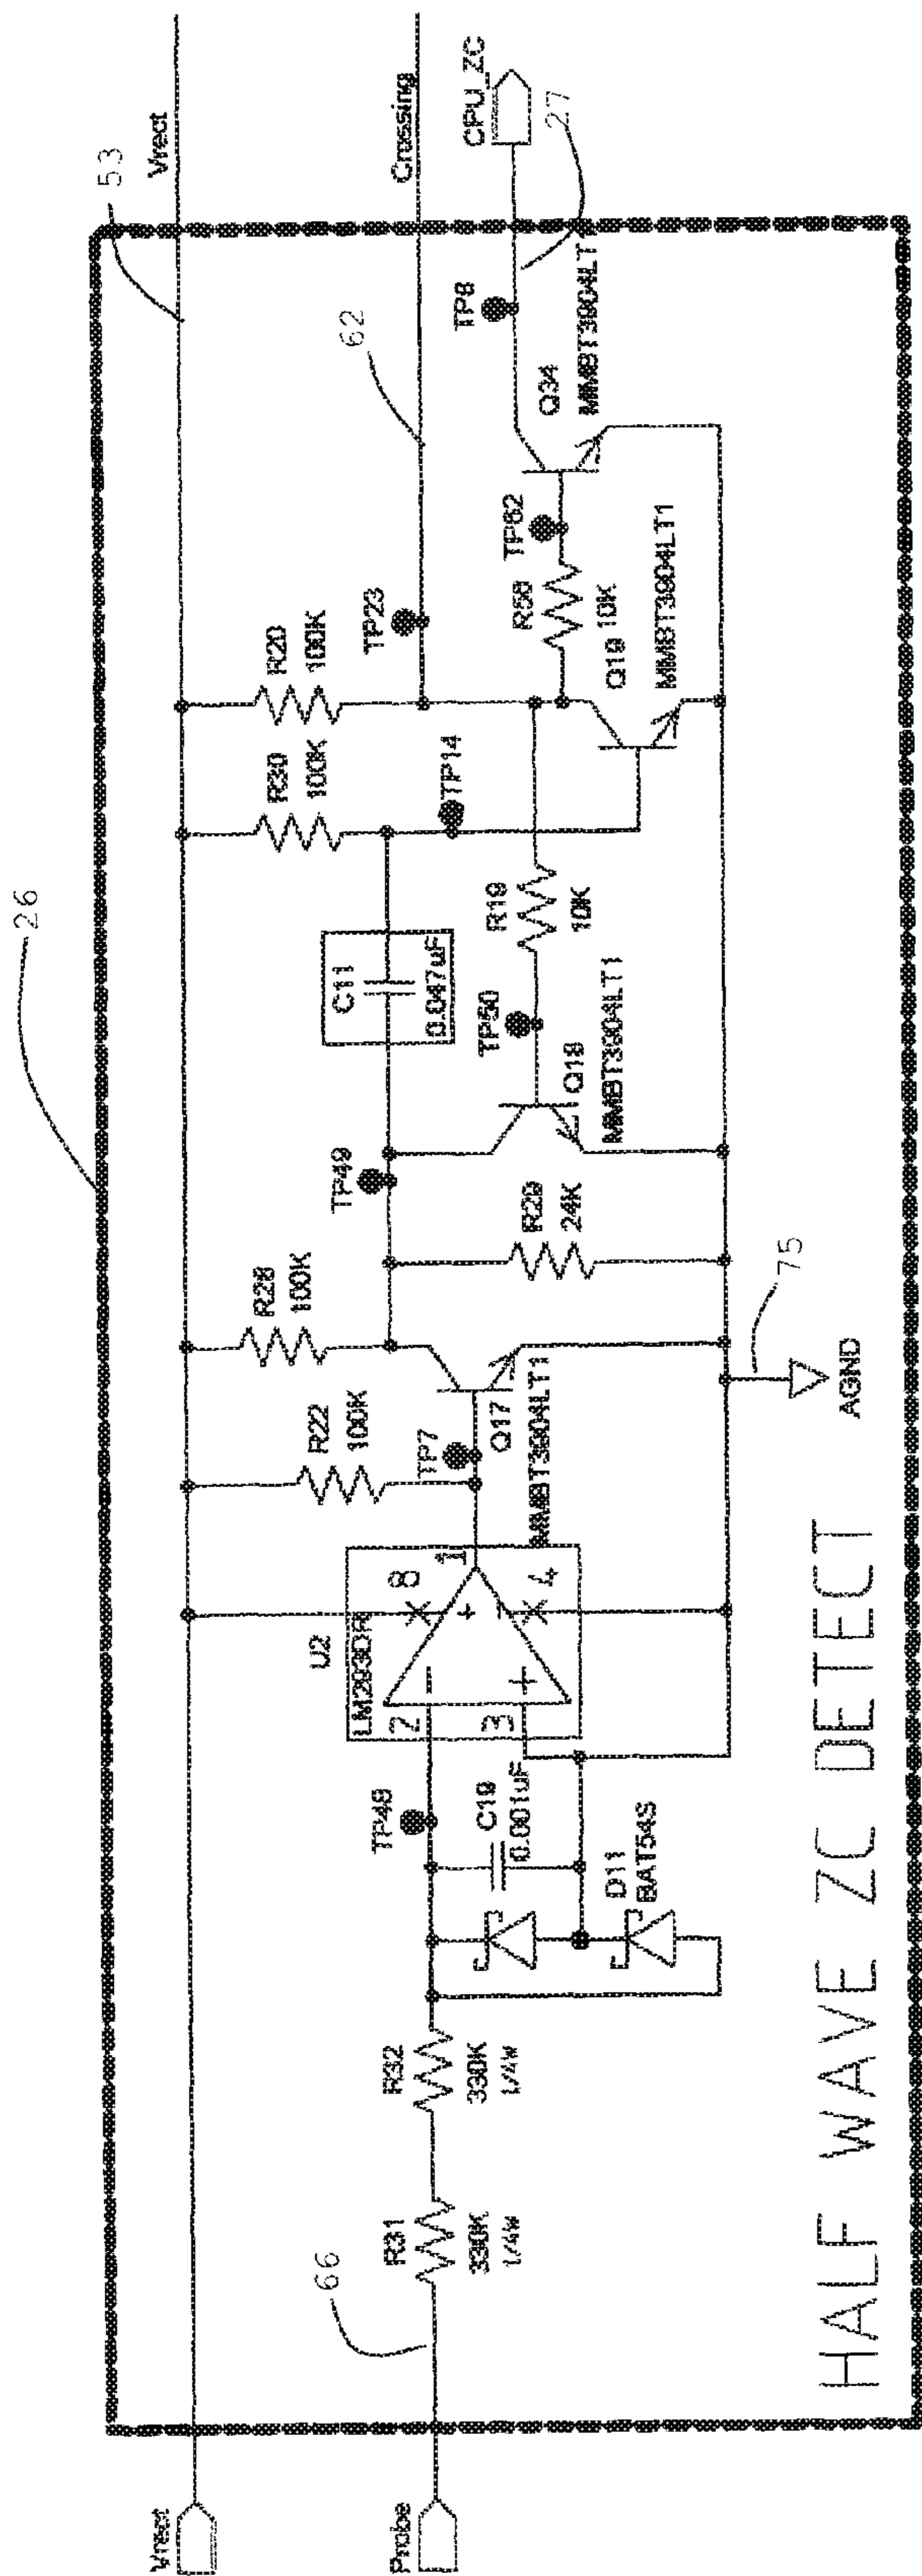 26
53
Vrect
Vrect
62
Crossing
CPU_ZC
27
TP8
Q34
MMBT3904LT
TP62
R56
10K
TP23
R20
100K
R30
100K
TP14
Q19
MMBT3904LT1
C11
0.047uF
R19
10K
TP50
Q18
MMBT3904LT1
TP49
R29
24K
R28
100K
R22
100K
TP7
Q17
MMBT3904LT1
75
AGND
U2
LM293DR
8
1
4
2
3
TP48
C19
0.001uF
D11
BAT54S
R32
330K
1/4W
R31
330K
1/4W
66
Probe
HALF WAVE ZC DETECT